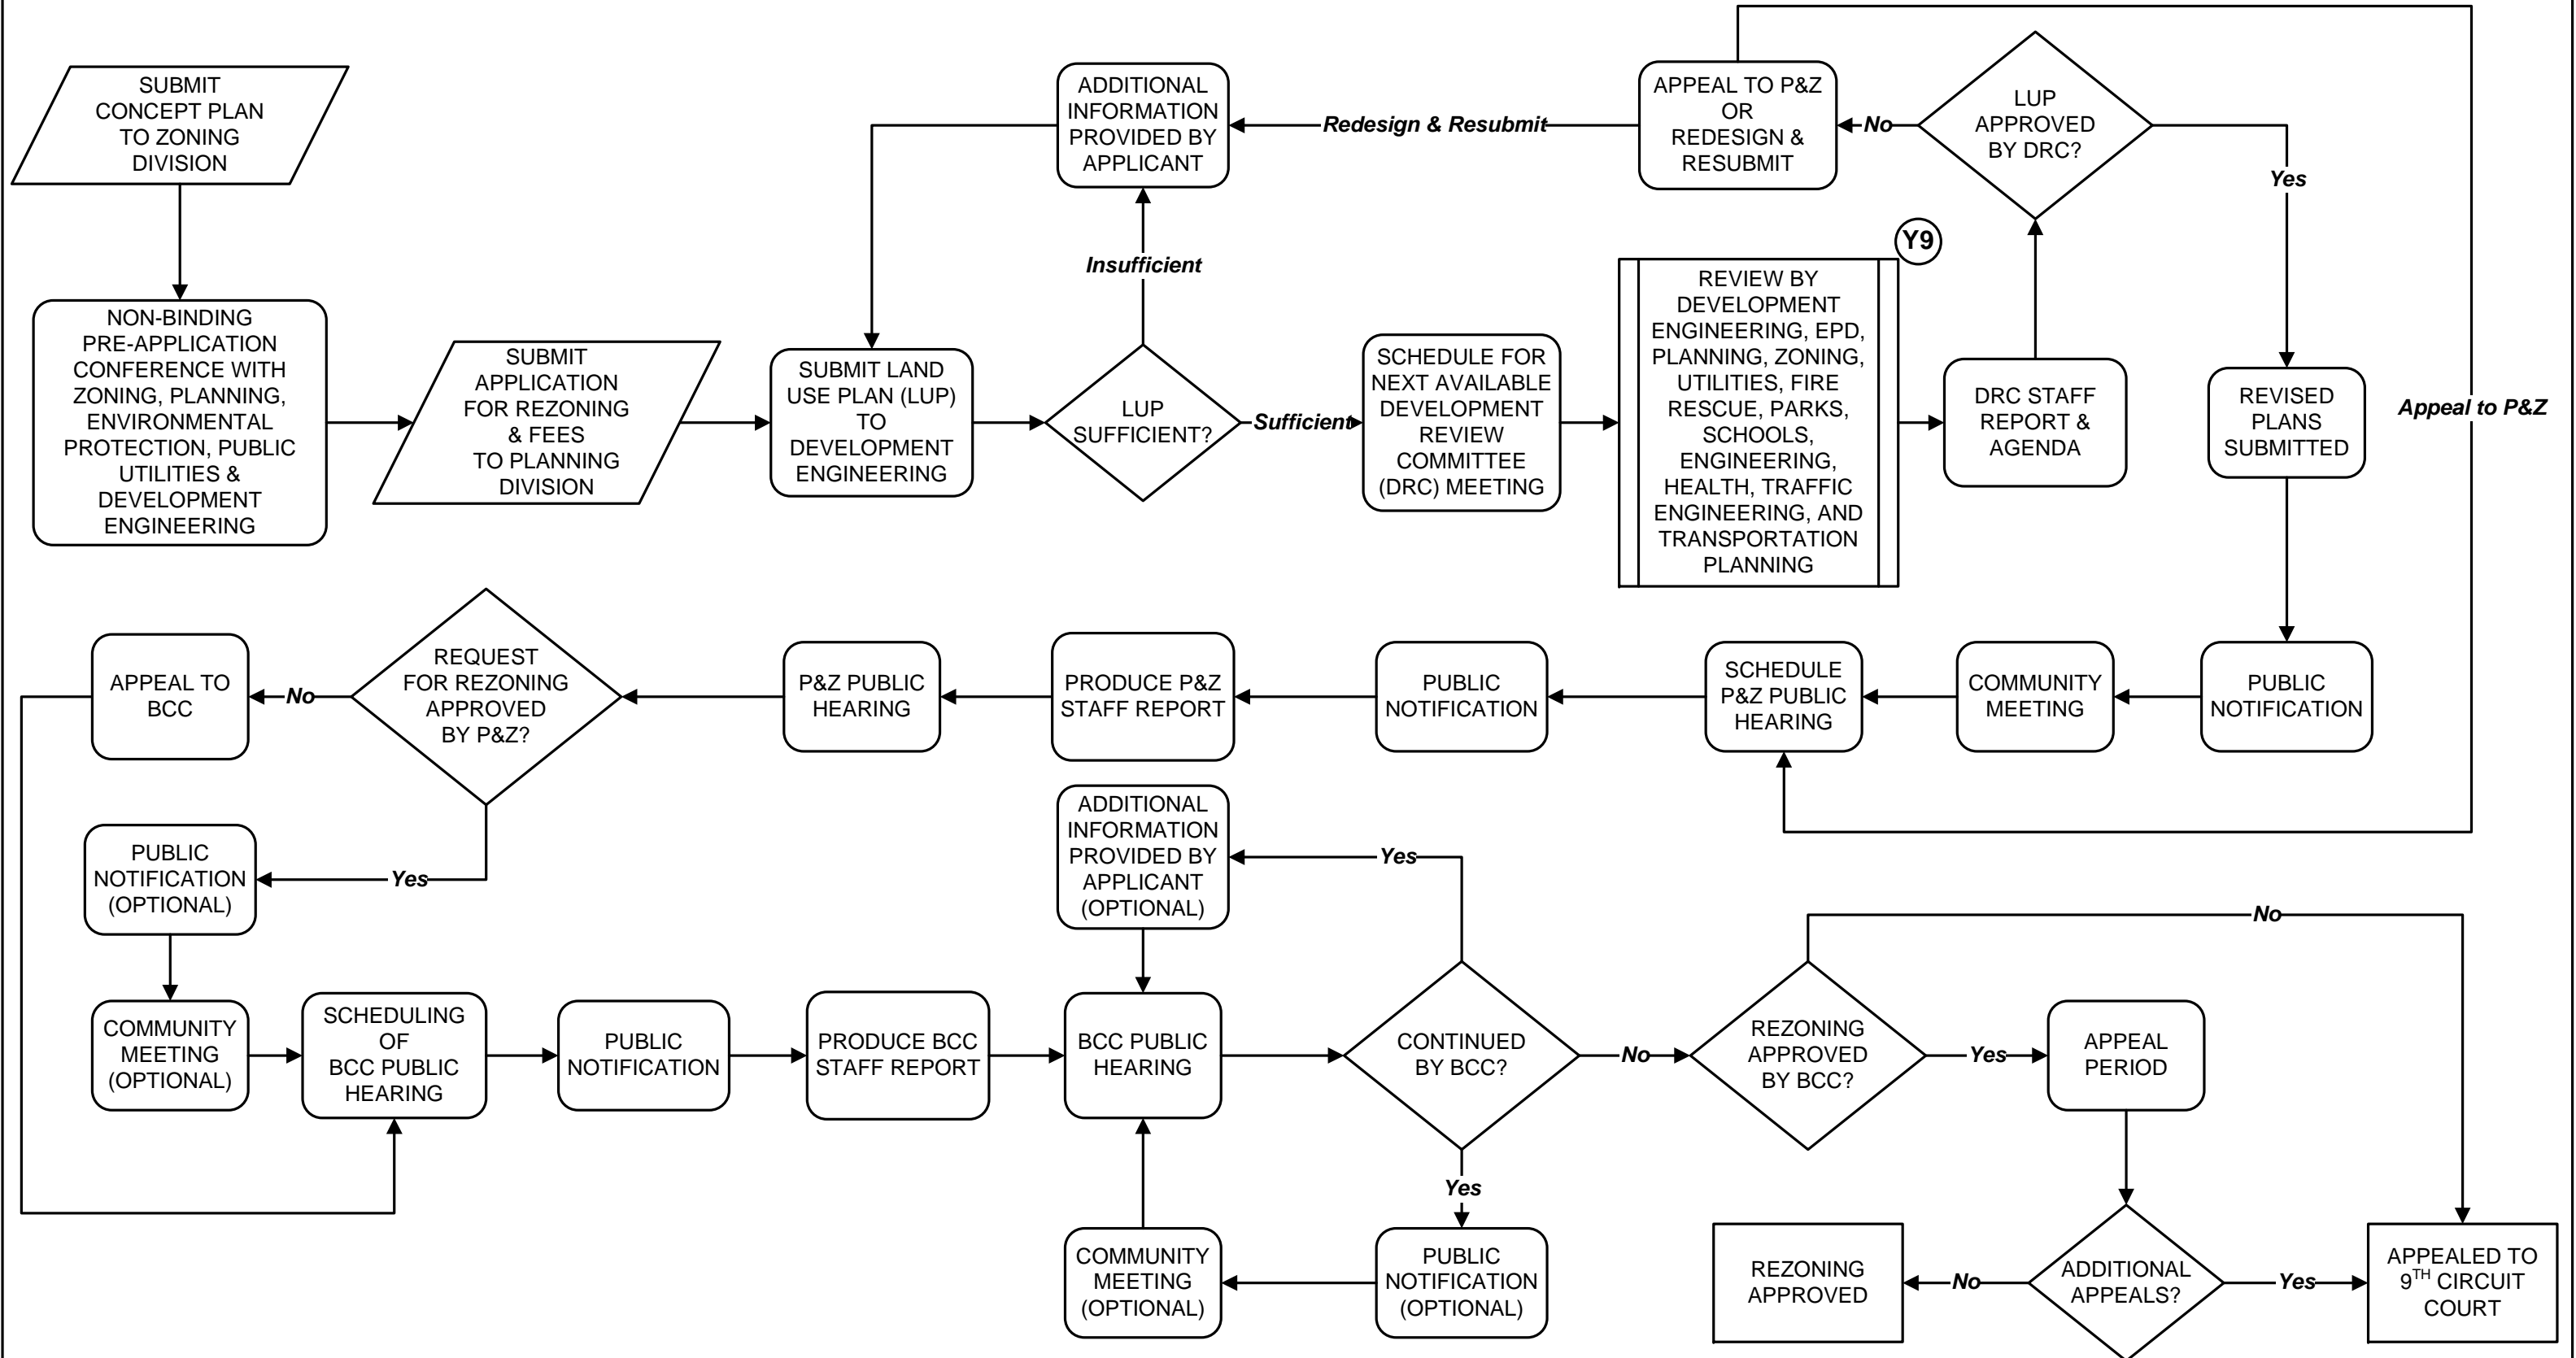 SUBMIT
CONCEPT PLAN
TO ZONING
DIVISION
NON-BINDING
PRE-APPLICATION
CONFERENCE WITH
ZONING, PLANNING,
ENVIRONMENTAL
PROTECTION, PUBLIC
UTILITIES &
DEVELOPMENT
ENGINEERING
SUBMIT
APPLICATION
FOR REZONING
& FEES
TO PLANNING
DIVISION
SUBMIT LAND
USE PLAN (LUP)
TO
DEVELOPMENT
ENGINEERING
LUP
SUFFICIENT?
Insufficient
ADDITIONAL
INFORMATION
PROVIDED BY
APPLICANT
Sufficient
SCHEDULE FOR
NEXT AVAILABLE
DEVELOPMENT
REVIEW
COMMITTEE
(DRC) MEETING
Y9
REVIEW BY
DEVELOPMENT
ENGINEERING, EPD,
PLANNING, ZONING,
UTILITIES, FIRE
RESCUE, PARKS,
SCHOOLS,
ENGINEERING,
HEALTH, TRAFFIC
ENGINEERING, AND
TRANSPORTATION
PLANNING
DRC STAFF
REPORT &
AGENDA
LUP
APPROVED
BY DRC?
No
APPEAL TO P&Z
OR
REDESIGN &
RESUBMIT
Redesign & Resubmit
Appeal to P&Z
Yes
REVISED
PLANS
SUBMITTED
PUBLIC
NOTIFICATION
COMMUNITY
MEETING
SCHEDULE
P&Z PUBLIC
HEARING
PUBLIC
NOTIFICATION
PRODUCE P&Z
STAFF REPORT
P&Z PUBLIC
HEARING
REQUEST
FOR REZONING
APPROVED
BY P&Z?
No
APPEAL TO
BCC
Yes
PUBLIC
NOTIFICATION
(OPTIONAL)
COMMUNITY
MEETING
(OPTIONAL)
SCHEDULING
OF
BCC PUBLIC
HEARING
PUBLIC
NOTIFICATION
PRODUCE BCC
STAFF REPORT
BCC PUBLIC
HEARING
CONTINUED
BY BCC?
Yes
ADDITIONAL
INFORMATION
PROVIDED BY
APPLICANT
(OPTIONAL)
Yes
PUBLIC
NOTIFICATION
(OPTIONAL)
COMMUNITY
MEETING
(OPTIONAL)
No
REZONING
APPROVED
BY BCC?
No
Yes
APPEAL
PERIOD
ADDITIONAL
APPEALS?
No
REZONING
APPROVED
Yes
APPEALED TO
9TH CIRCUIT
COURT